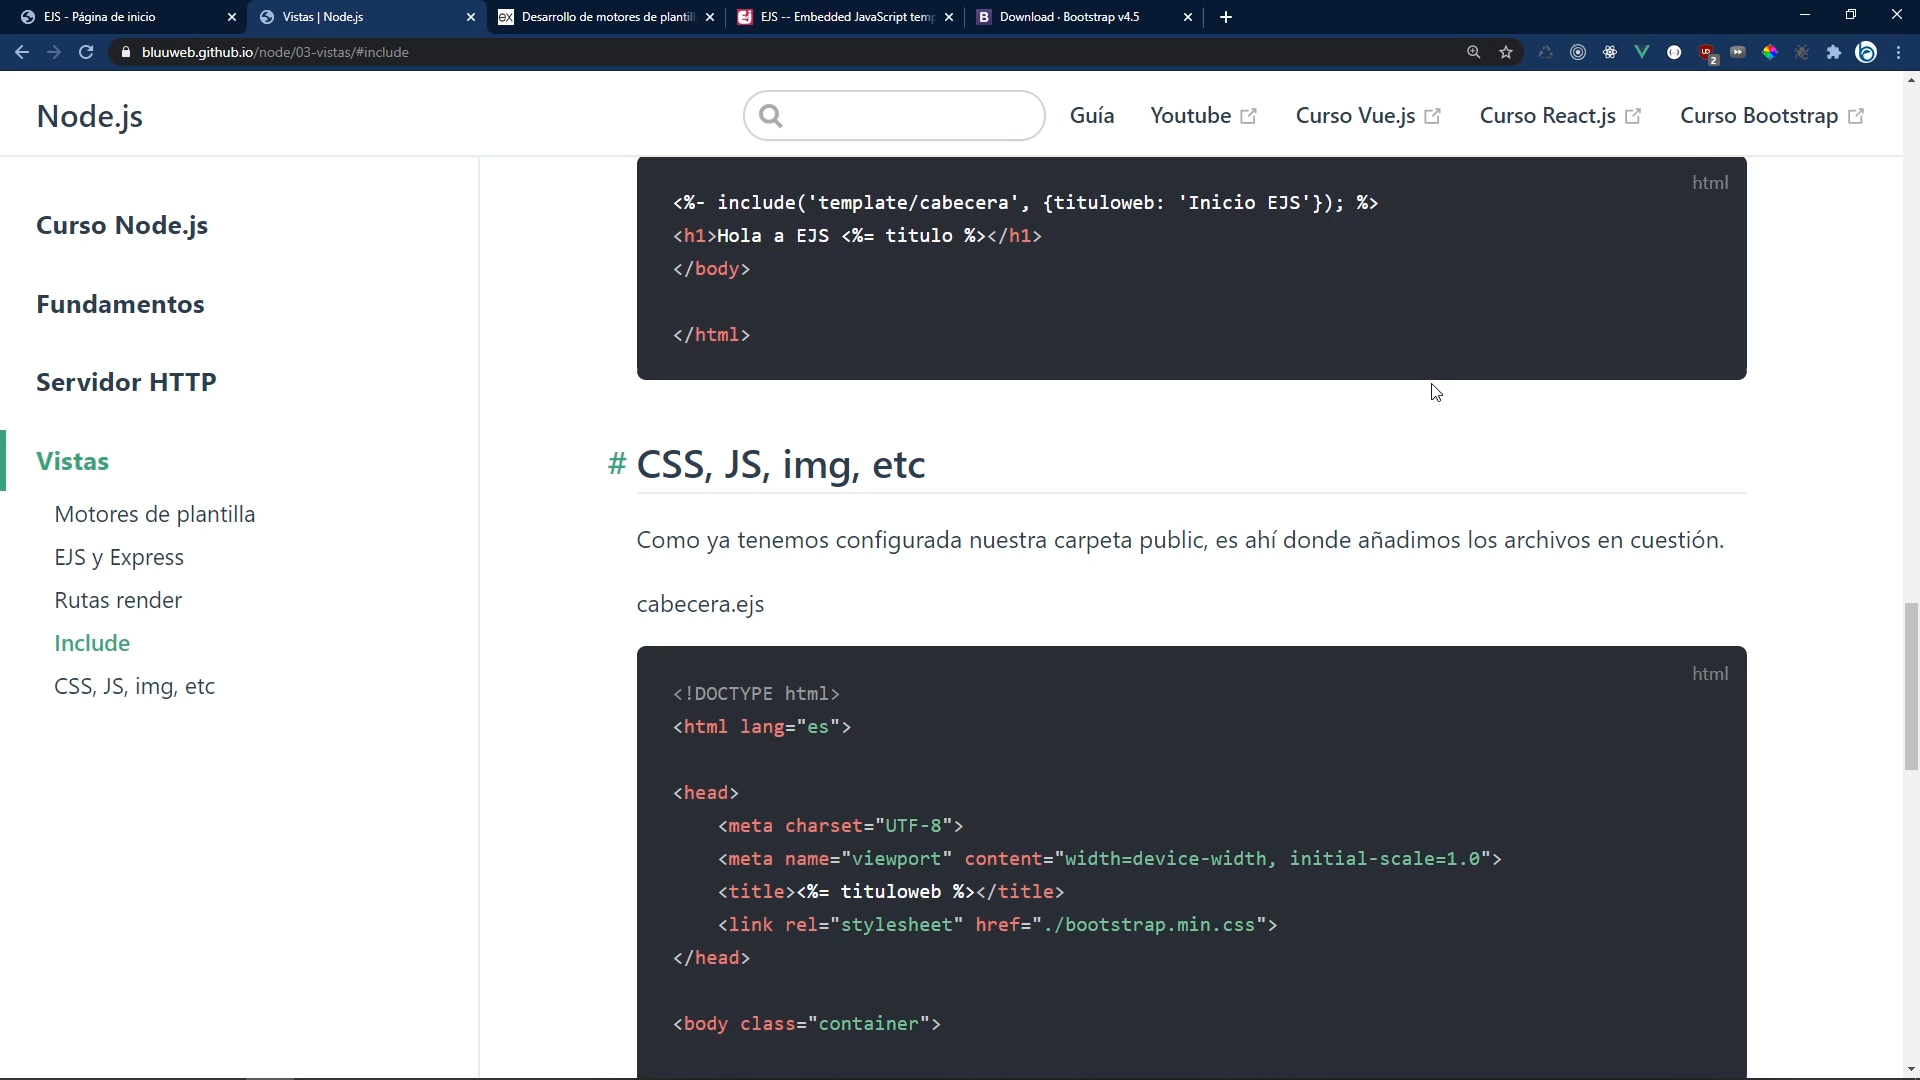 EJS - Página de inicio
Vistas | Node.js
Desarrollo de motores de plantil
EJS -- Embedded JavaScript temp
Download · Bootstrap v4.5
bluuweb.github.io/node/03-vistas/#include
2
Node.js
Guía
Youtube
Curso Vue.js
Curso React.js
Curso Bootstrap
Curso Node.js
Fundamentos
Servidor HTTP
Vistas
Motores de plantilla
EJS y Express
Rutas render
Include
CSS, JS, img, etc
html
<%- include('template/cabecera', {tituloweb: 'Inicio EJS'}); %>
<h1>Hola a EJS <%= titulo %></h1>
</body>
</html>
# CSS, JS, img, etc
Como ya tenemos configurada nuestra carpeta public, es ahí donde añadimos los archivos en cuestión.
cabecera.ejs
html
<!DOCTYPE html>
<html lang="es">
<head>
<meta charset="UTF-8">
<meta name="viewport" content="width=device-width, initial-scale=1.0">
<title><%= tituloweb %></title>
<link rel="stylesheet" href="./bootstrap.min.css">
</head>
<body class="container">